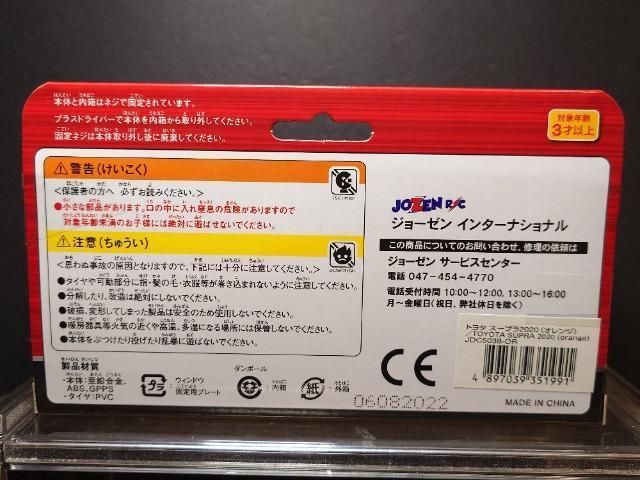 本体と内箱はネジで固定されています。
プラスドライバーで本体を内箱から取り外してください。
固定ネジは本体取り外し後に廃棄してください。
対象年齢
3才以上
警告(けいこく)
<保護者の方へ 必ずお読みください。>
●小さな部品があります。口の中に入れ窒息の危険がありますので
対象年齢未満のお子様には絶対に遊ばせないでください。
注意(ちゅうい)
<思わぬ事故の原因となりますので、下記には十分に注意してください。>
●タイヤや可動部分に指・髪の毛・衣服等が巻き込まれないように注意してください。
●分解したり、改造は絶対にしないでください。
●破損、変形してしまった製品は安全のため使用しないでください。
●暖房器具等火気の近くや高温、多湿になる場所には保管しないでください。
●本体をぶつけたり投げたり乱暴に遊ばないでください。
製品材質
・本体:亜鉛合金、
ABS、GPPS
・タイヤ:PVC
プラ
ウィンドウ
固定用プレート
ダンボール
:内箱
紙
:外箱
06082022
JOZEN R/C
ジョーゼン インターナショナル
この商品についてのお問い合わせ、修理の依頼は
ジョーゼン サービスセンター
電話 047-454-4770
電話受付時間 10:00~12:00、13:00~16:00
月~金曜日(祝日、弊社休日を除く)
CE
トヨタ スープラ2020(オレンジ)
/TOYOTA SUPRA 2020 (orange)
JDC5038-OR
4 897039 351991
MADE IN CHINA